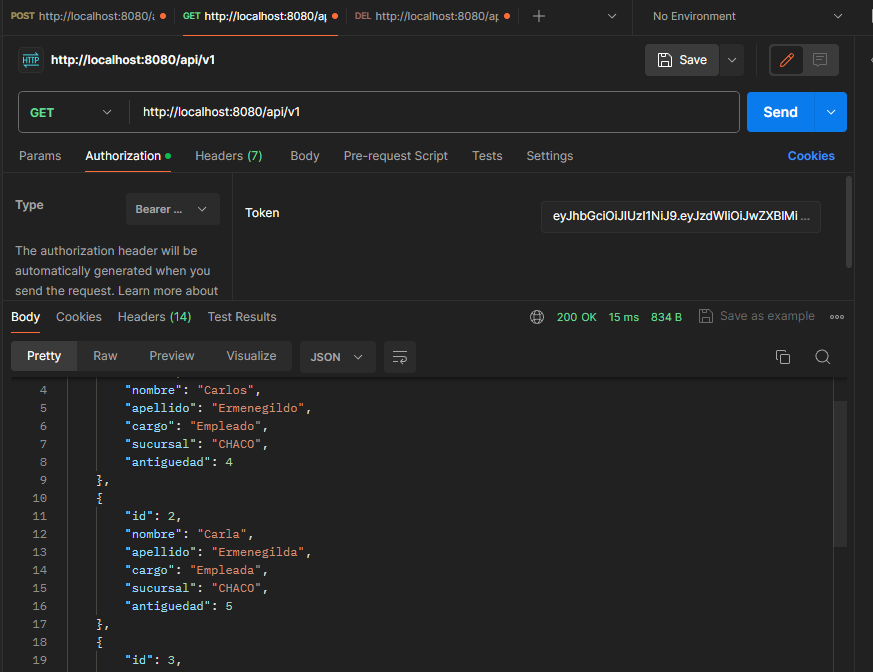 POST http://localhost:8080/a GET http://localhost:8080/ap DEL http://localhost:8080/ap No Environment
HTTP http://localhost:8080/api/v1 Save
GET http://localhost:8080/api/v1 Send
Params Authorization Headers (7) Body Pre-request Script Tests Settings Cookies
Type Bearer ... Token eyJhbGciOiJIUzI1NiJ9.eyJzdWIiOiJwZXBlMi ...
The authorization header will be
automatically generated when you
send the request. Learn more about
Body Cookies Headers (14) Test Results 200 OK 15 ms 834 B Save as example
Pretty Raw Preview Visualize JSON
4 "nombre": "Carlos",
5 "apellido": "Ermenegildo",
6 "cargo": "Empleado",
7 "sucursal": "CHACO",
8 "antiguedad": 4
9 },
10 {
11 "id": 2,
12 "nombre": "Carla",
13 "apellido": "Ermenegilda",
14 "cargo": "Empleada",
15 "sucursal": "CHACO",
16 "antiguedad": 5
17 },
18 {
19 "id": 3,